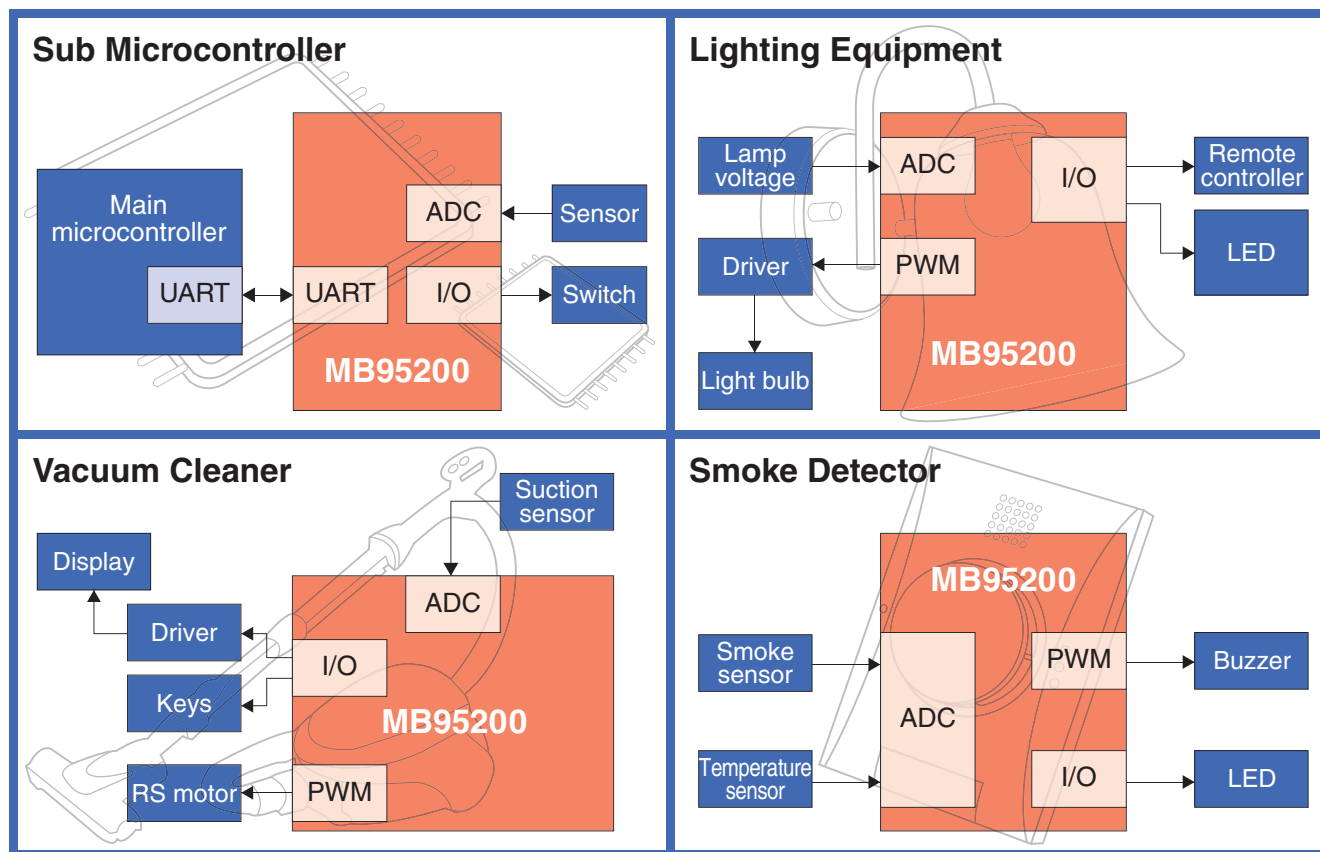 Sub Microcontroller
Main
microcontroller
UART
UART
ADC
I/O
Sensor
Switch
MB95200
Lighting Equipment
Lamp
voltage
ADC
I/O
Remote
controller
LED
Driver
PWM
Light bulb
MB95200
Vacuum Cleaner
Suction
sensor
Display
ADC
Driver
I/O
Keys
MB95200
RS motor
PWM
Smoke Detector
MB95200
Smoke
sensor
ADC
PWM
Buzzer
Temperature
sensor
I/O
LED